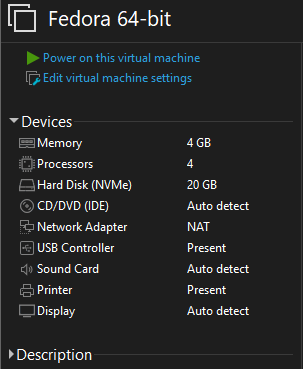 Fedora 64-bit
Power on this virtual machine
Edit virtual machine settings
Devices
Memory 4 GB
Processors 4
Hard Disk (NVMe) 20 GB
CD/DVD (IDE) Auto detect
Network Adapter NAT
USB Controller Present
Sound Card Auto detect
Printer Present
Display Auto detect
Description